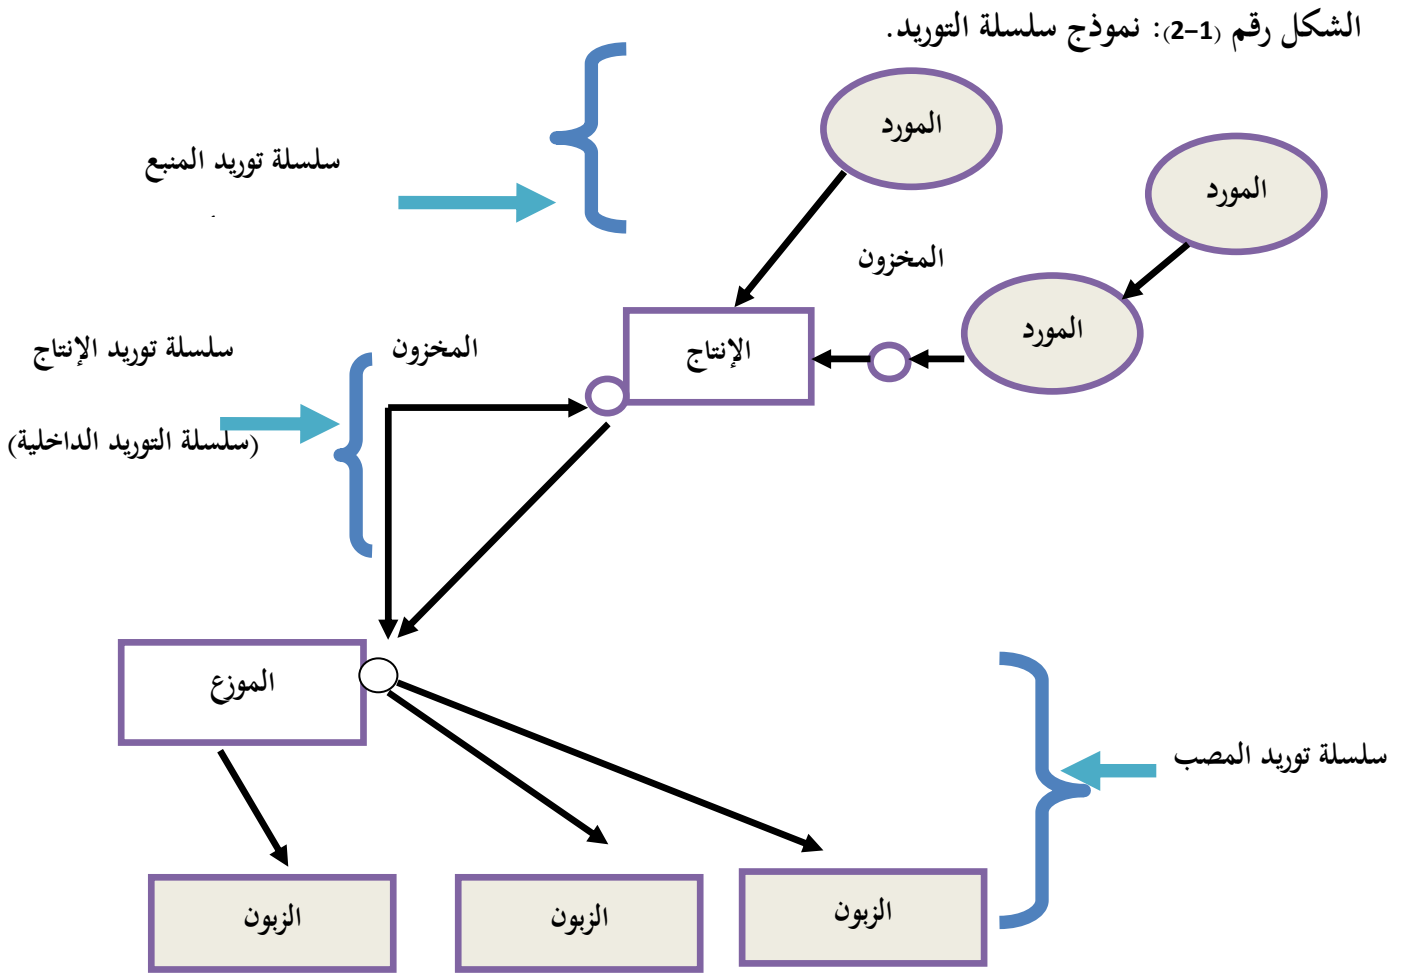 الشكل رقم (1-2): نموذج سلسلة التوريد.
المورد
المورد
سلسلة توريد المنبع
المخزون
المورد
الإنتاج
المخزون
سلسلة توريد الإنتاج
(سلسلة التوريد الداخلية)
الموزع
سلسلة توريد المصب
الزبون
الزبون
الزبون